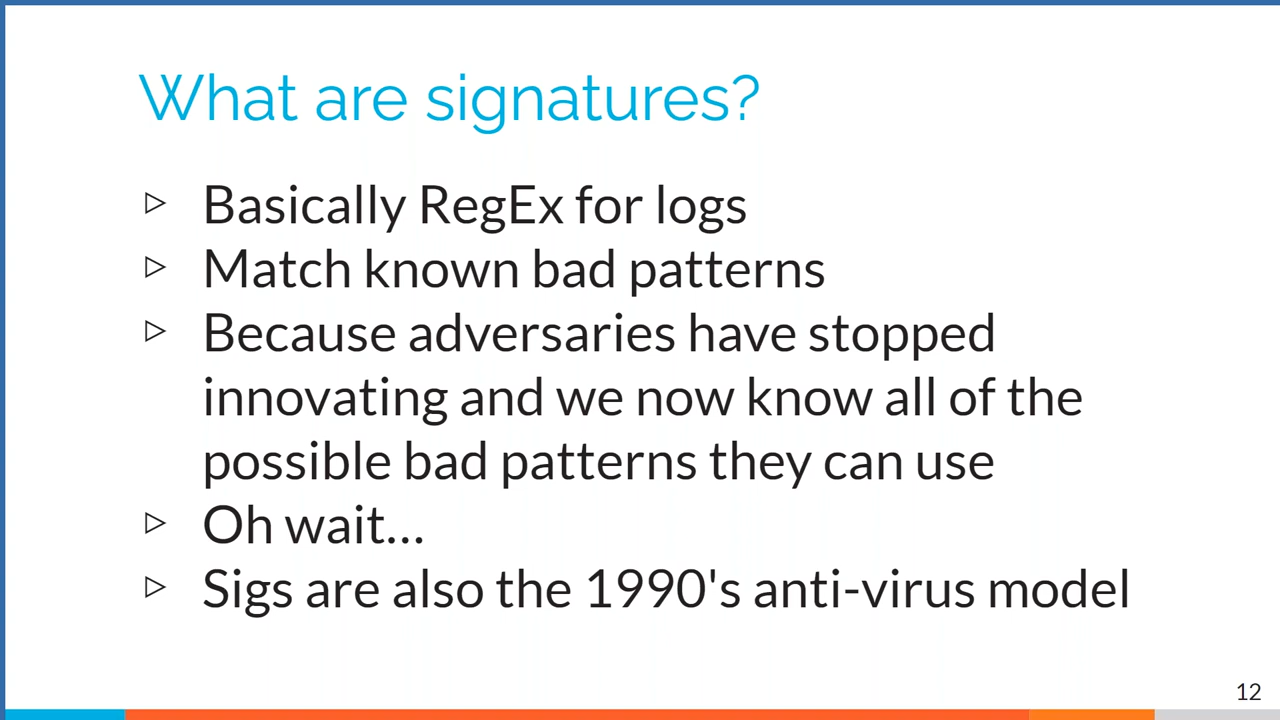 What are signatures?
▷ Basically RegEx for logs
▷ Match known bad patterns
▷ Because adversaries have stopped
innovating and we now know all of the
possible bad patterns they can use
▷ Oh wait...
▷ Sigs are also the 1990's anti-virus model
12